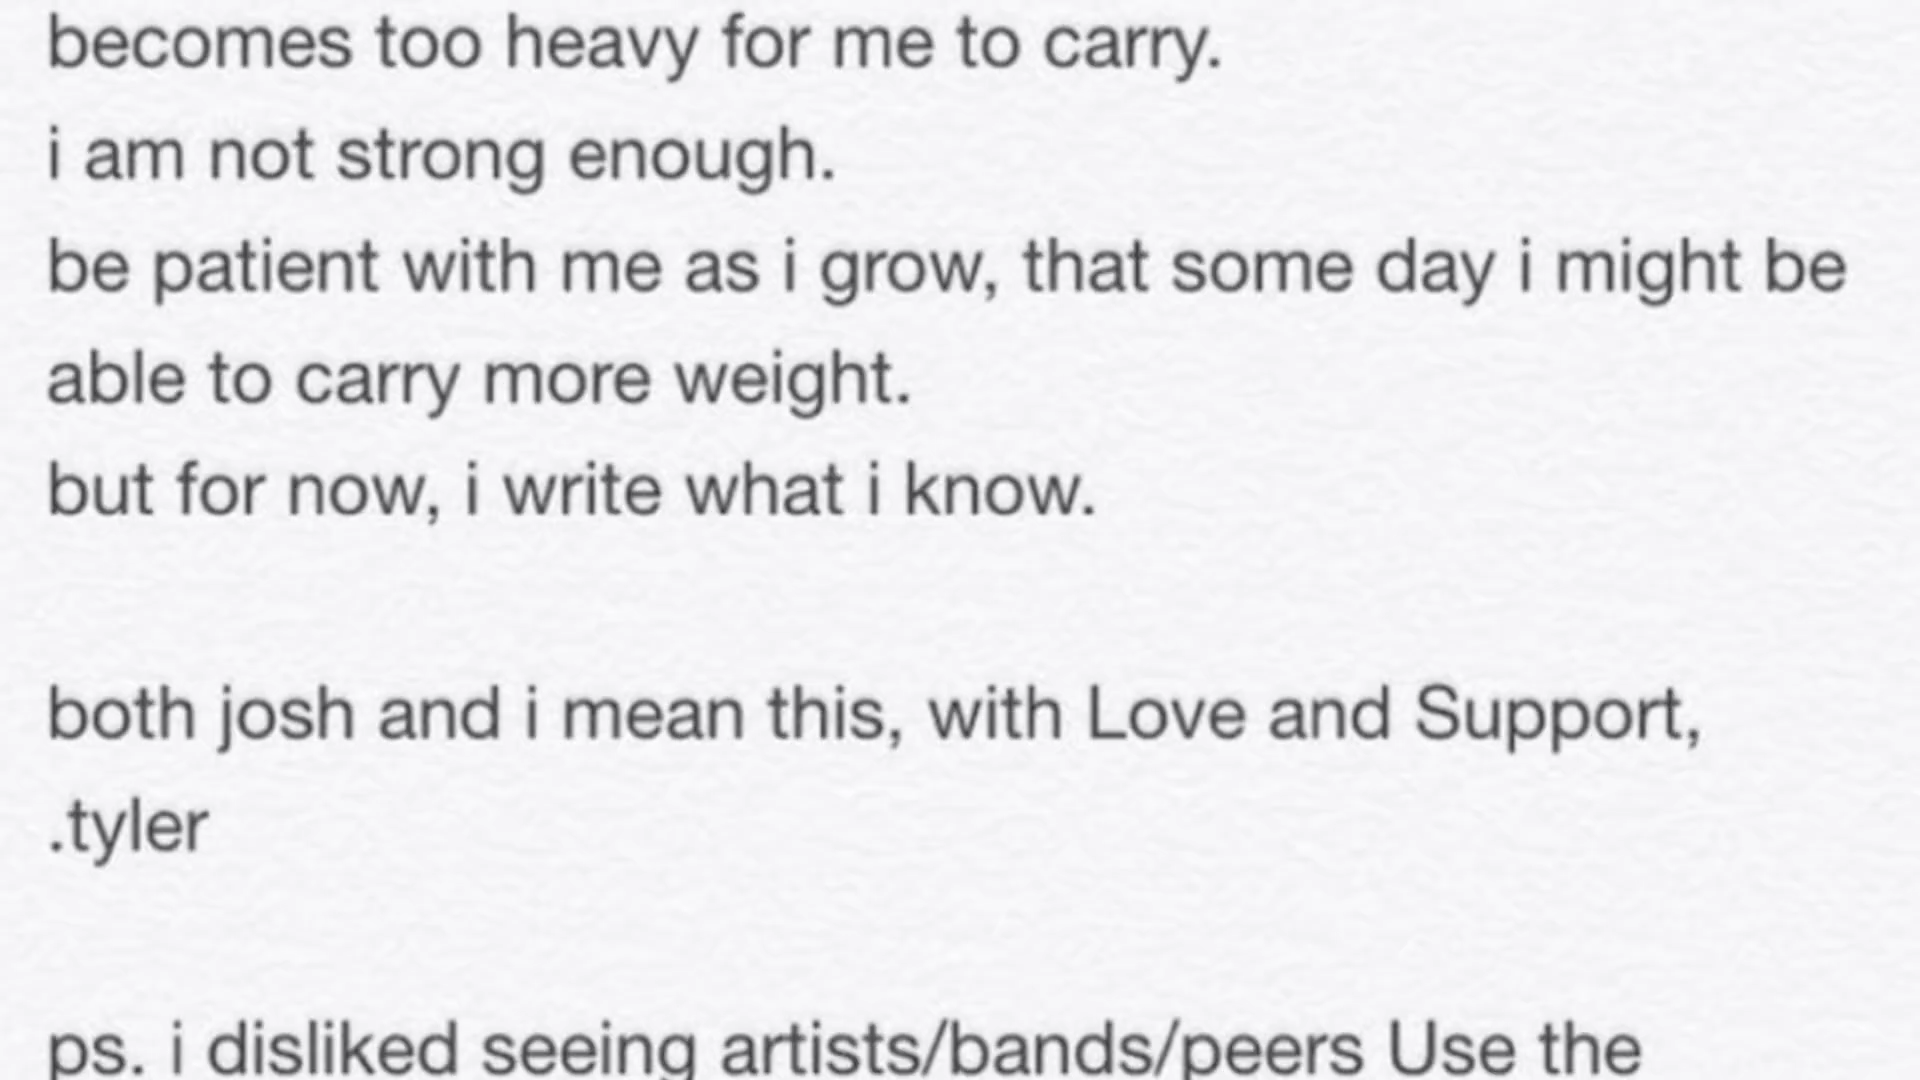 becomes too heavy for me to carry.
i am not strong enough.
be patient with me as i grow, that some day i might be
able to carry more weight.
but for now, i write what i know.
both josh and i mean this, with Love and Support,
.tyler
ps. i disliked seeing artists/bands/peers Use the